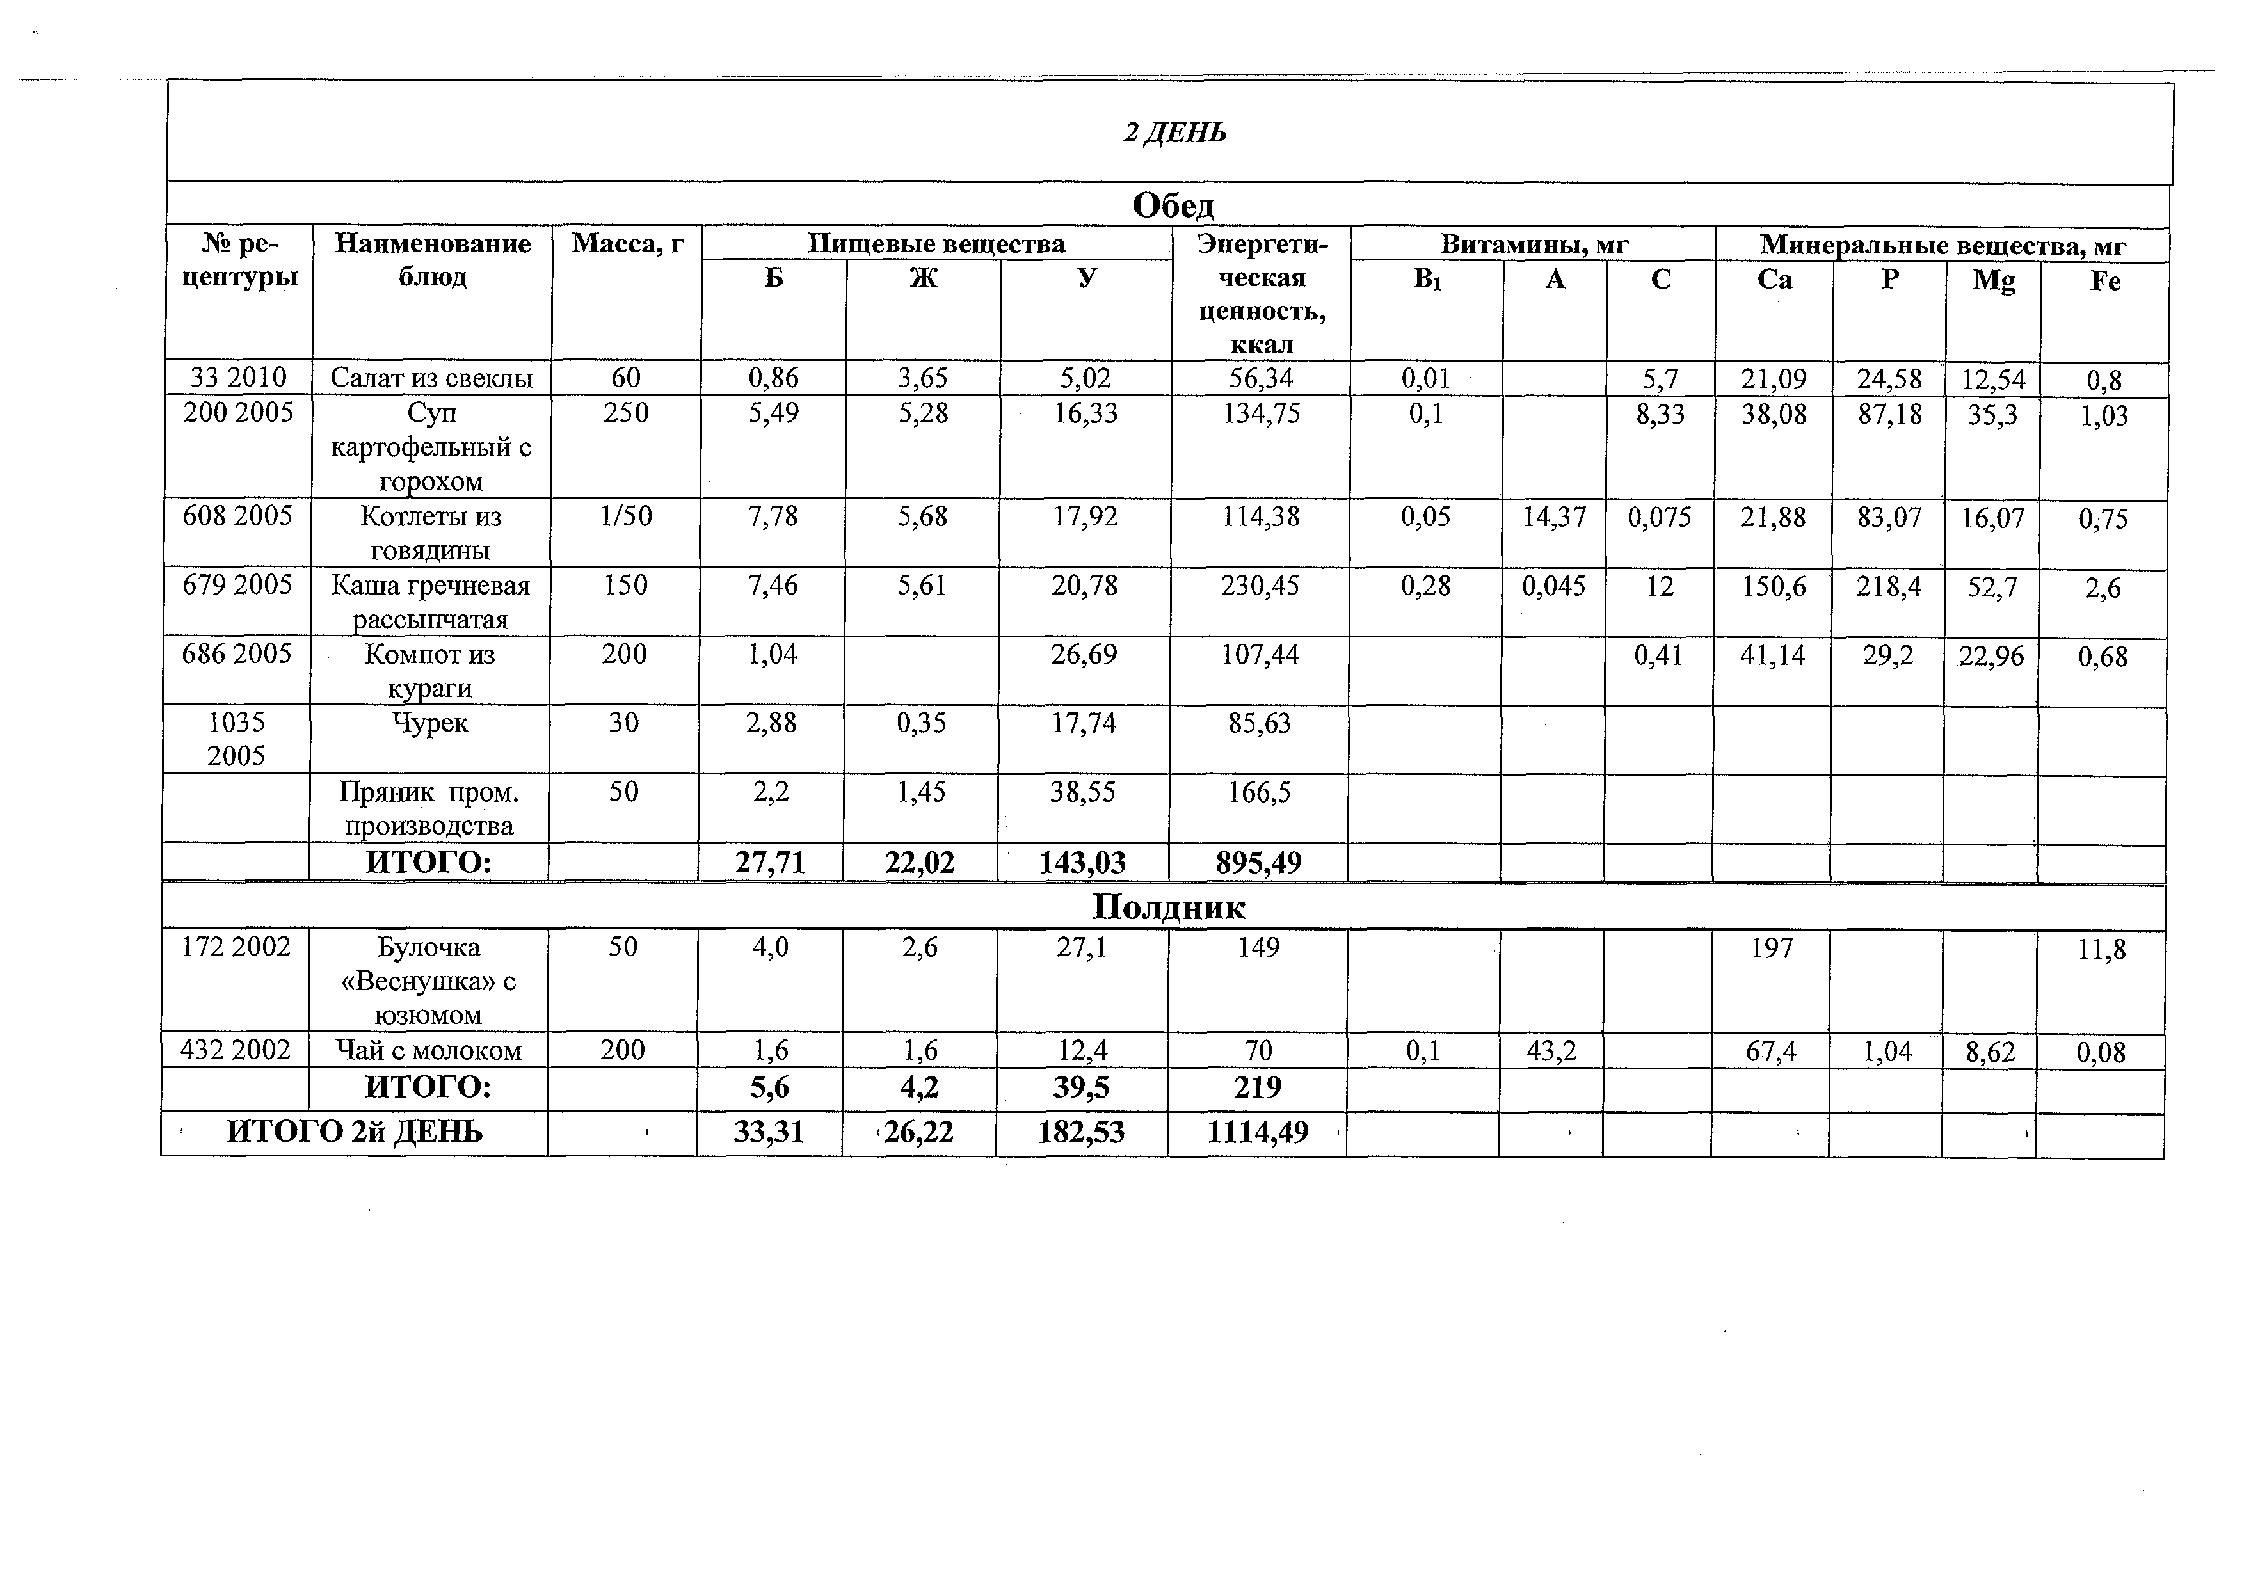 2 ДЕНЬ
Обед
№ ре-
цептуры
Наименование
блюд
Масса, г
Пищевые вещества
Энергети-
ческая
ценность,
ккал
Витамины, мг
Минеральные вещества, мг
Б Ж У B1 A C Ca P Mg Fe
33 2010 Салат из свеклы 60 0,86 3,65 5,02 56,34 0,01 5,7 21,09 24,58 12,54 0,8
200 2005 Суп 250 5,49 5,28 16,33 134,75 0,1 8,33 38,08 87,18 35,3 1,03
картофельный с
горохом
608 2005 Котлеты из 1/50 7,78 5,68 17,92 114,38 0,05 14,37 0,075 21,88 83,07 16,07 0,75
говядины
679 2005 Каша гречневая 150 7,46 5,61 20,78 230,45 0,28 0,045 12 150,6 218,4 52,7 2,6
рассыпчатая
686 2005 Компот из 200 1,04 26,69 107,44 0,41 41,14 29,2 22,96 0,68
кураги
1035 Чурек 30 2,88 0,35 17,74 85,63
2005
Пряник пром. 50 2,2 1,45 38,55 166,5
производства
ИТОГО: 27,71 22,02 143,03 895,49
Полдник
172 2002 Булочка 50 4,0 2,6 27,1 149 197 11,8
«Веснушка» с
юзюмом
432 2002 Чай с молоком 200 1,6 1,6 12,4 70 0,1 43,2 67,4 1,04 8,62 0,08
ИТОГО: 5,6 4,2 39,5 219
ИТОГО 2й ДЕНЬ 33,31 26,22 182,53 1114,49